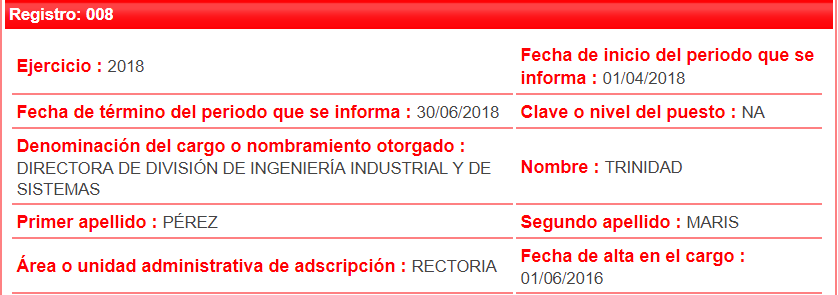 Registro: 008
Ejercicio : 2018
Fecha de inicio del periodo que se
informa : 01/04/2018
Fecha de término del periodo que se informa : 30/06/2018
Clave o nivel del puesto : NA
Denominación del cargo o nombramiento otorgado :
DIRECTORA DE DIVISIÓN DE INGENIERÍA INDUSTRIAL Y DE
SISTEMAS
Nombre : TRINIDAD
Primer apellido : PÉREZ
Segundo apellido : MARIS
Área o unidad administrativa de adscripción : RECTORIA
Fecha de alta en el cargo :
01/06/2016